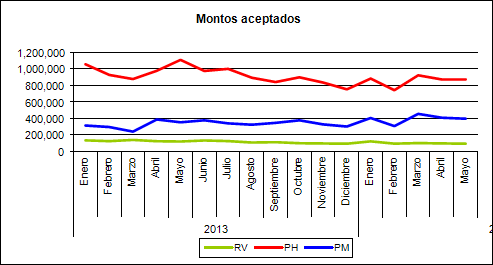 Montos aceptados
1,200,000
1,000,000
800,000
600,000
400,000
200,000
0
Enero
Febrero
Marzo
Abril
Mayo
Junio
Julio
Agosto
Septiembre
Octubre
Noviembre
Diciembre
Enero
Febrero
Marzo
Abril
Mayo
2013
2
RV PH PM